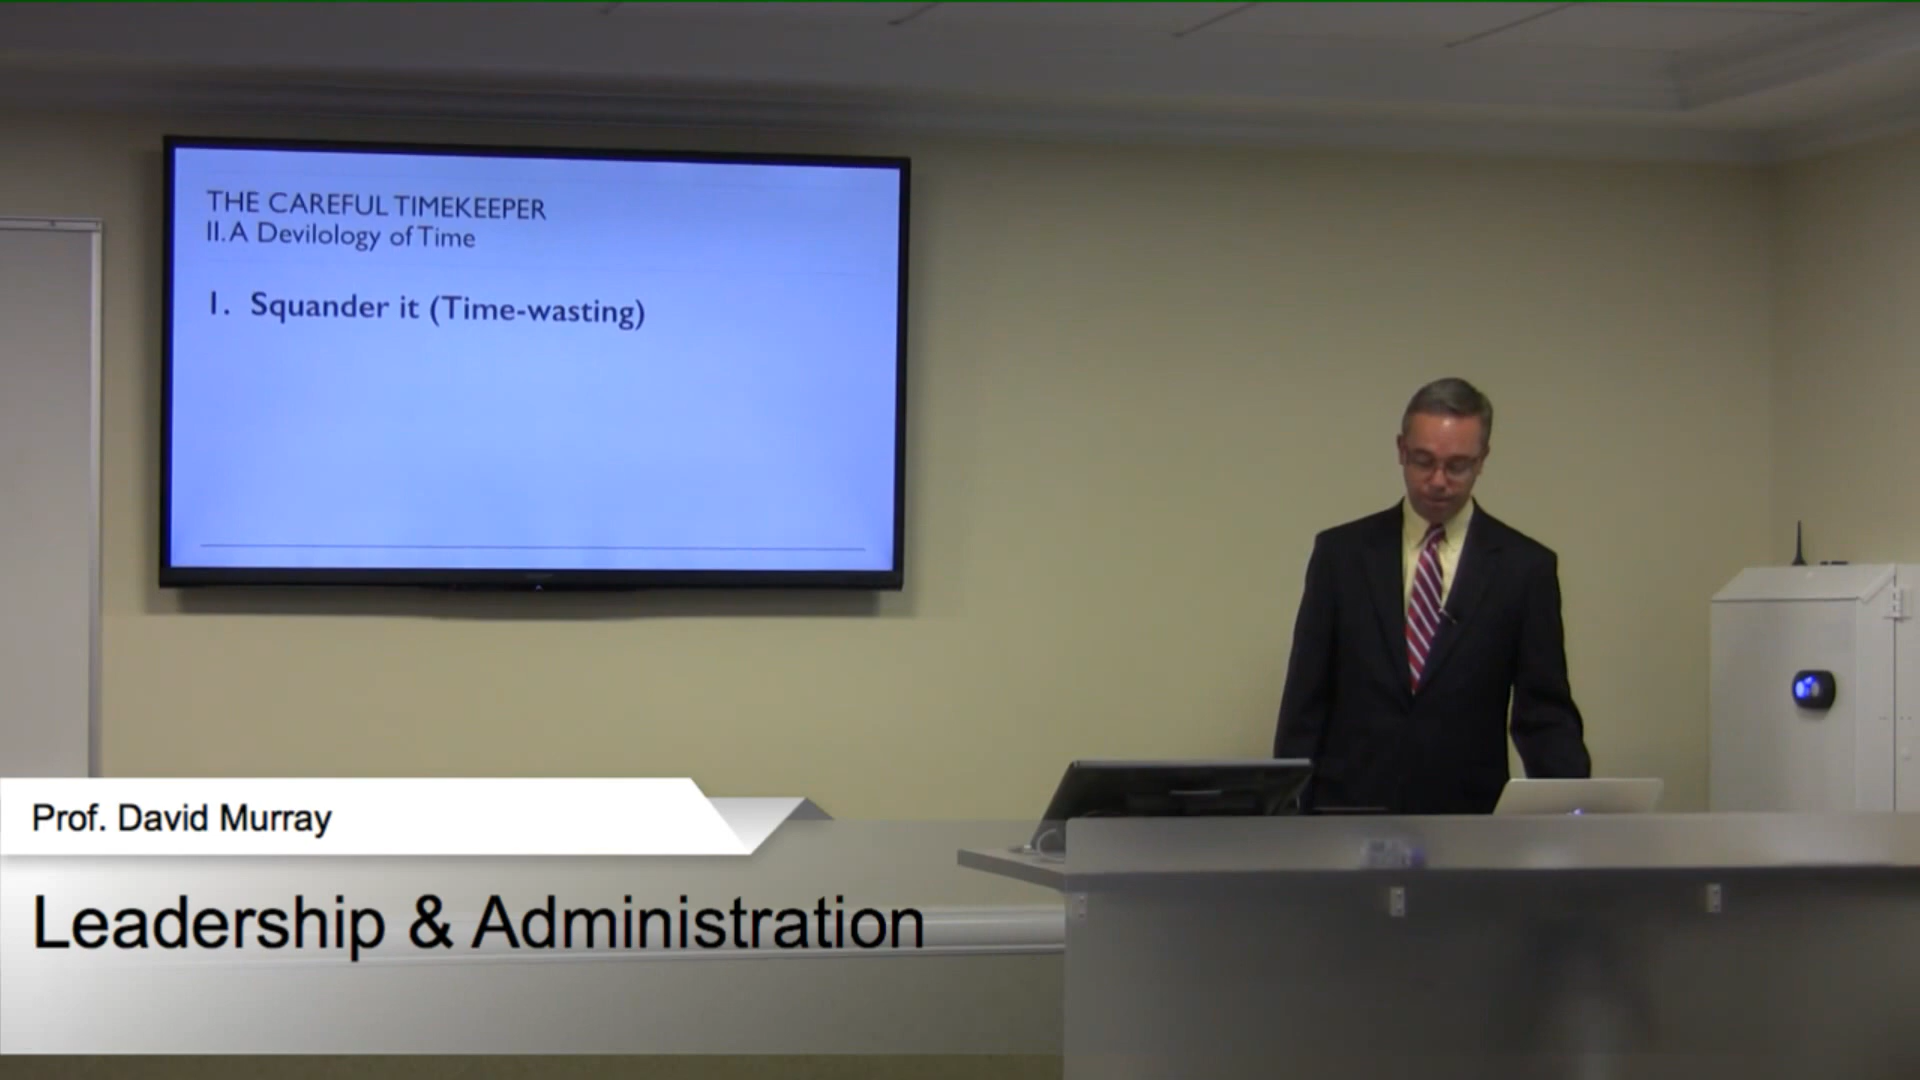 THE CAREFUL TIMEKEEPER
II. A Devilology of Time
1. Squander it (Time-wasting)
Prof. David Murray
Leadership & Administration